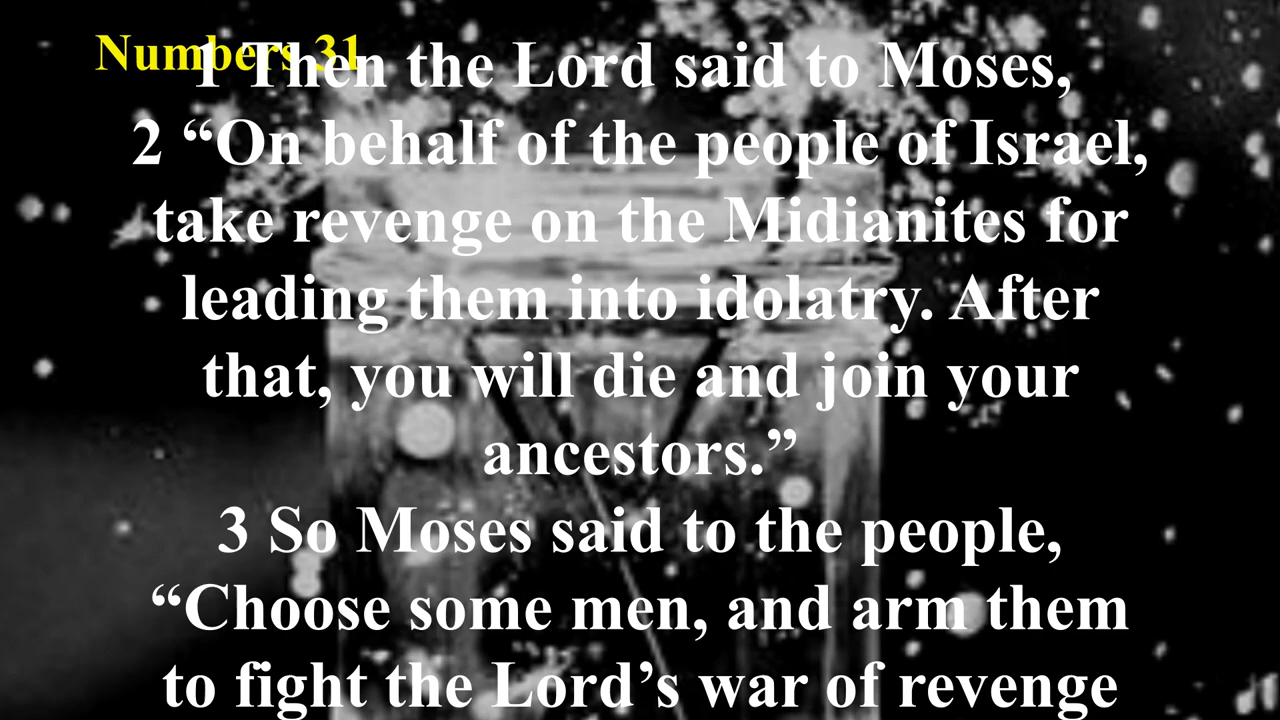 Numbers 31
1 Then the Lord said to Moses,
2 “On behalf of the people of Israel,
take revenge on the Midianites for
leading them into idolatry. After
that, you will die and join your
ancestors.”
3 So Moses said to the people,
“Choose some men, and arm them
to fight the Lord’s war of revenge